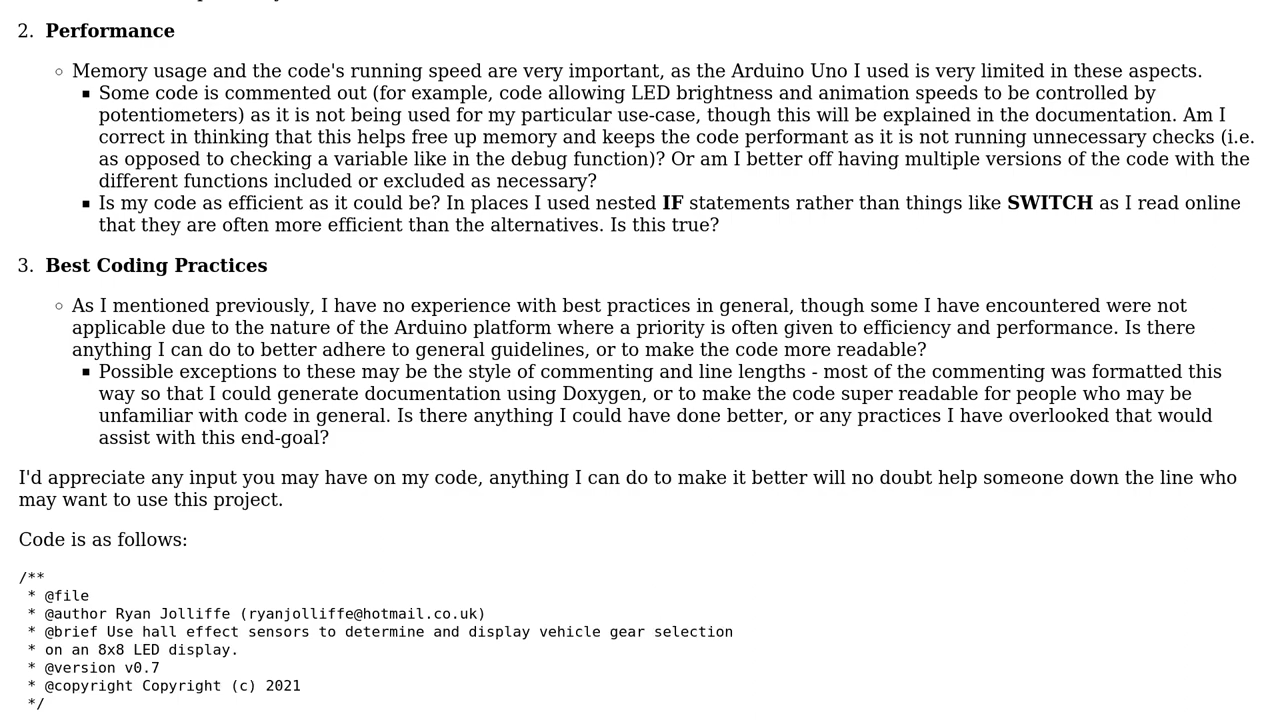 2. Performance
◦ Memory usage and the code's running speed are very important, as the Arduino Uno I used is very limited in these aspects.
▪ Some code is commented out (for example, code allowing LED brightness and animation speeds to be controlled by
potentiometers) as it is not being used for my particular use-case, though this will be explained in the documentation. Am I
correct in thinking that this helps free up memory and keeps the code performant as it is not running unnecessary checks (i.e.
as opposed to checking a variable like in the debug function)? Or am I better off having multiple versions of the code with the
different functions included or excluded as necessary?
▪ Is my code as efficient as it could be? In places I used nested IF statements rather than things like SWITCH as I read online
that they are often more efficient than the alternatives. Is this true?
3. Best Coding Practices
◦ As I mentioned previously, I have no experience with best practices in general, though some I have encountered were not
applicable due to the nature of the Arduino platform where a priority is often given to efficiency and performance. Is there
anything I can do to better adhere to general guidelines, or to make the code more readable?
▪ Possible exceptions to these may be the style of commenting and line lengths - most of the commenting was formatted this
way so that I could generate documentation using Doxygen, or to make the code super readable for people who may be
unfamiliar with code in general. Is there anything I could have done better, or any practices I have overlooked that would
assist with this end-goal?
I'd appreciate any input you may have on my code, anything I can do to make it better will no doubt help someone down the line who
may want to use this project.
Code is as follows:
/**
 * @file
 * @author Ryan Jolliffe (ryanjolliffe@hotmail.co.uk)
 * @brief Use hall effect sensors to determine and display vehicle gear selection
 * on an 8x8 LED display.
 * @version v0.7
 * @copyright Copyright (c) 2021
 */